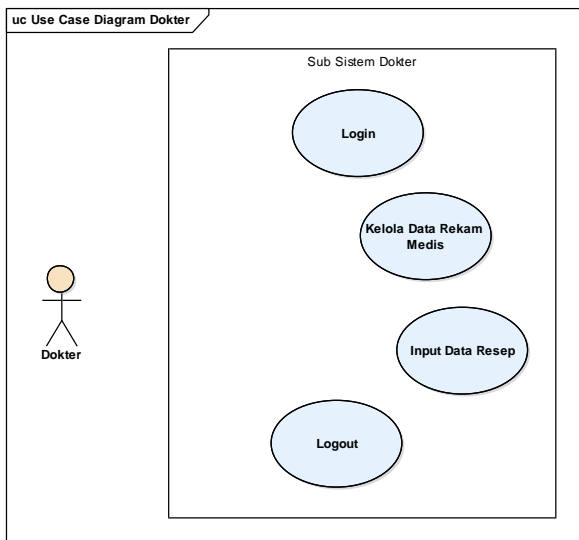 uc Use Case Diagram Dokter
Sub Sistem Dokter
Login
Kelola Data Rekam
Medis
Dokter
Input Data Resep
Logout